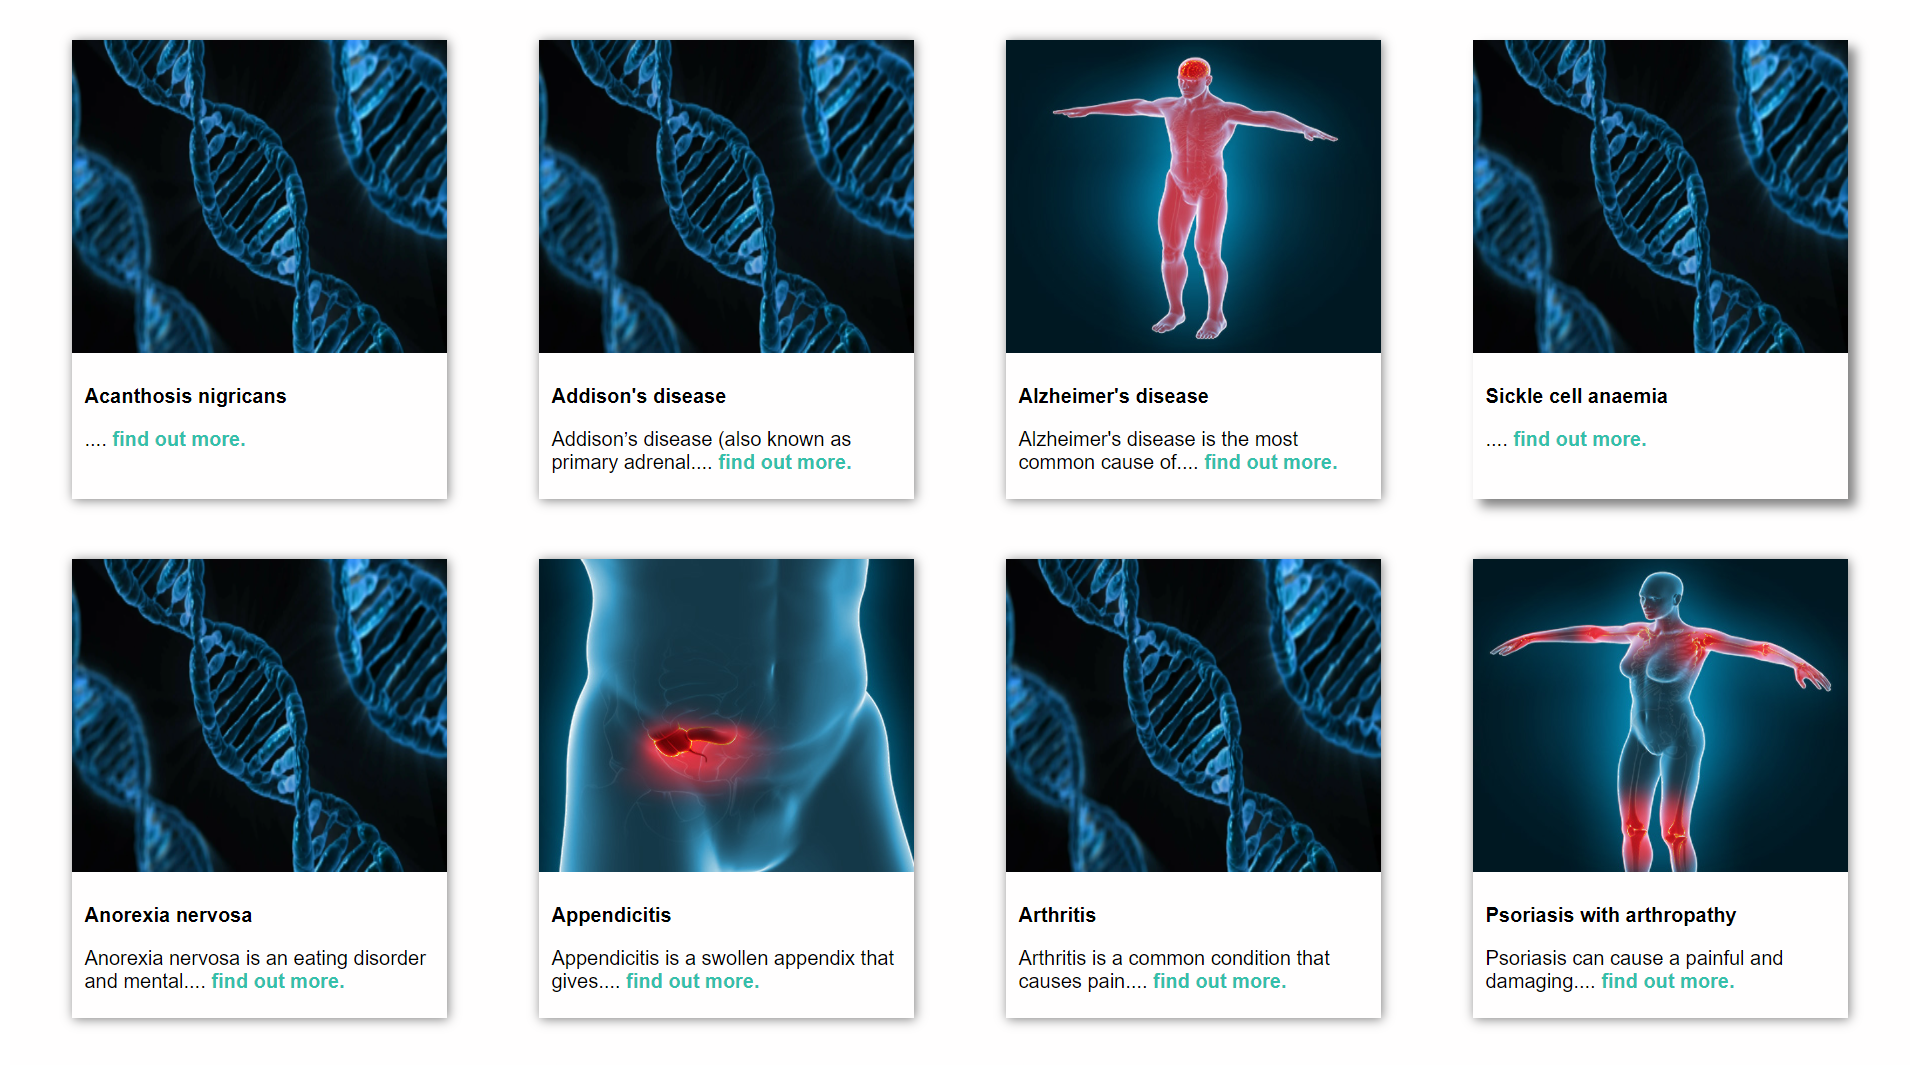 Acanthosis nigricans
.... find out more.
Addison's disease
Addison’s disease (also known as
primary adrenal.... find out more.
Alzheimer's disease
Alzheimer's disease is the most
common cause of.... find out more.
Sickle cell anaemia
.... find out more.
Anorexia nervosa
Anorexia nervosa is an eating disorder
and mental.... find out more.
Appendicitis
Appendicitis is a swollen appendix that
gives.... find out more.
Arthritis
Arthritis is a common condition that
causes pain.... find out more.
Psoriasis with arthropathy
Psoriasis can cause a painful and
damaging.... find out more.